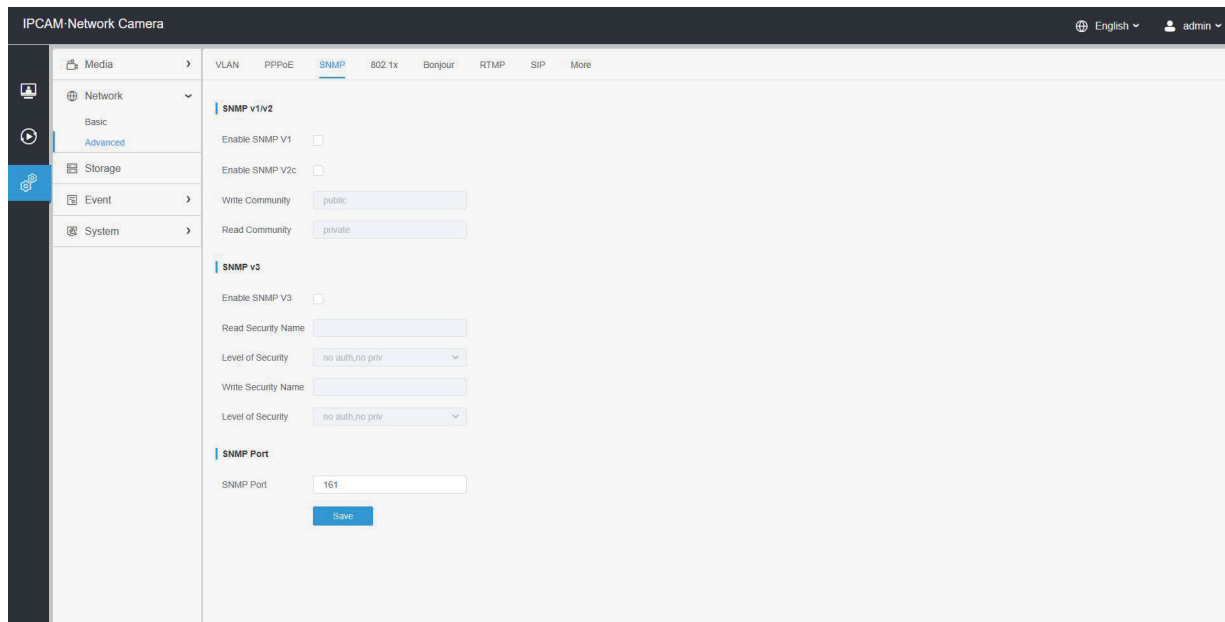 IPCAM·Network Camera
English
admin
Media
Network
Basic
Advanced
Storage
Event
System
VLAN PPPoE SNMP 802.1x Bonjour RTMP SIP More
SNMP v1/v2
Enable SNMP V1
Enable SNMP V2c
Write Community public
Read Community private
SNMP v3
Enable SNMP V3
Read Security Name
Level of Security no auth,no priv
Write Security Name
Level of Security no auth,no priv
SNMP Port
SNMP Port 161
Save